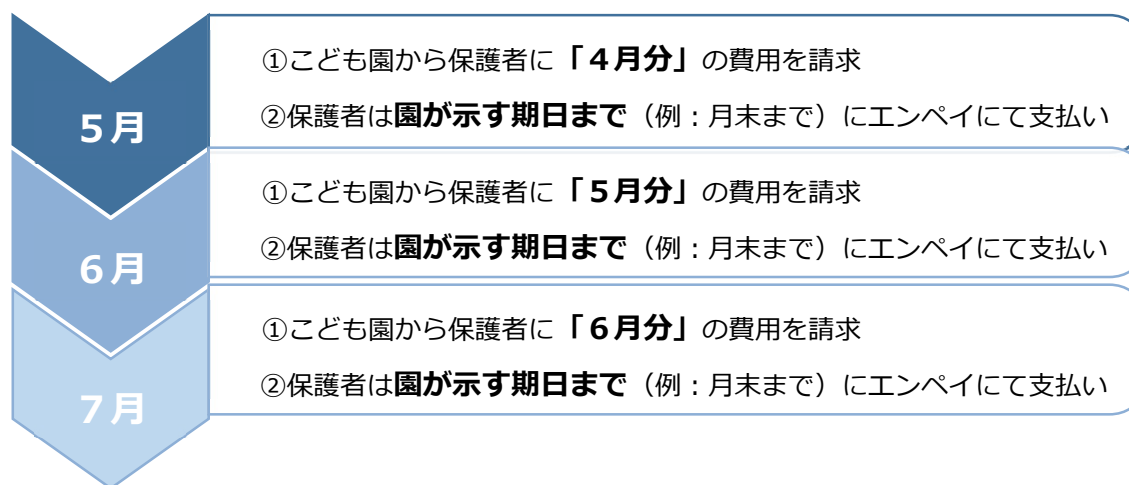 5月
①こども園から保護者に「４月分」の費用を請求
②保護者は園が示す期日まで（例：月末まで）にエンペイにて支払い
6月
①こども園から保護者に「５月分」の費用を請求
②保護者は園が示す期日まで（例：月末まで）にエンペイにて支払い
7月
①こども園から保護者に「６月分」の費用を請求
②保護者は園が示す期日まで（例：月末まで）にエンペイにて支払い